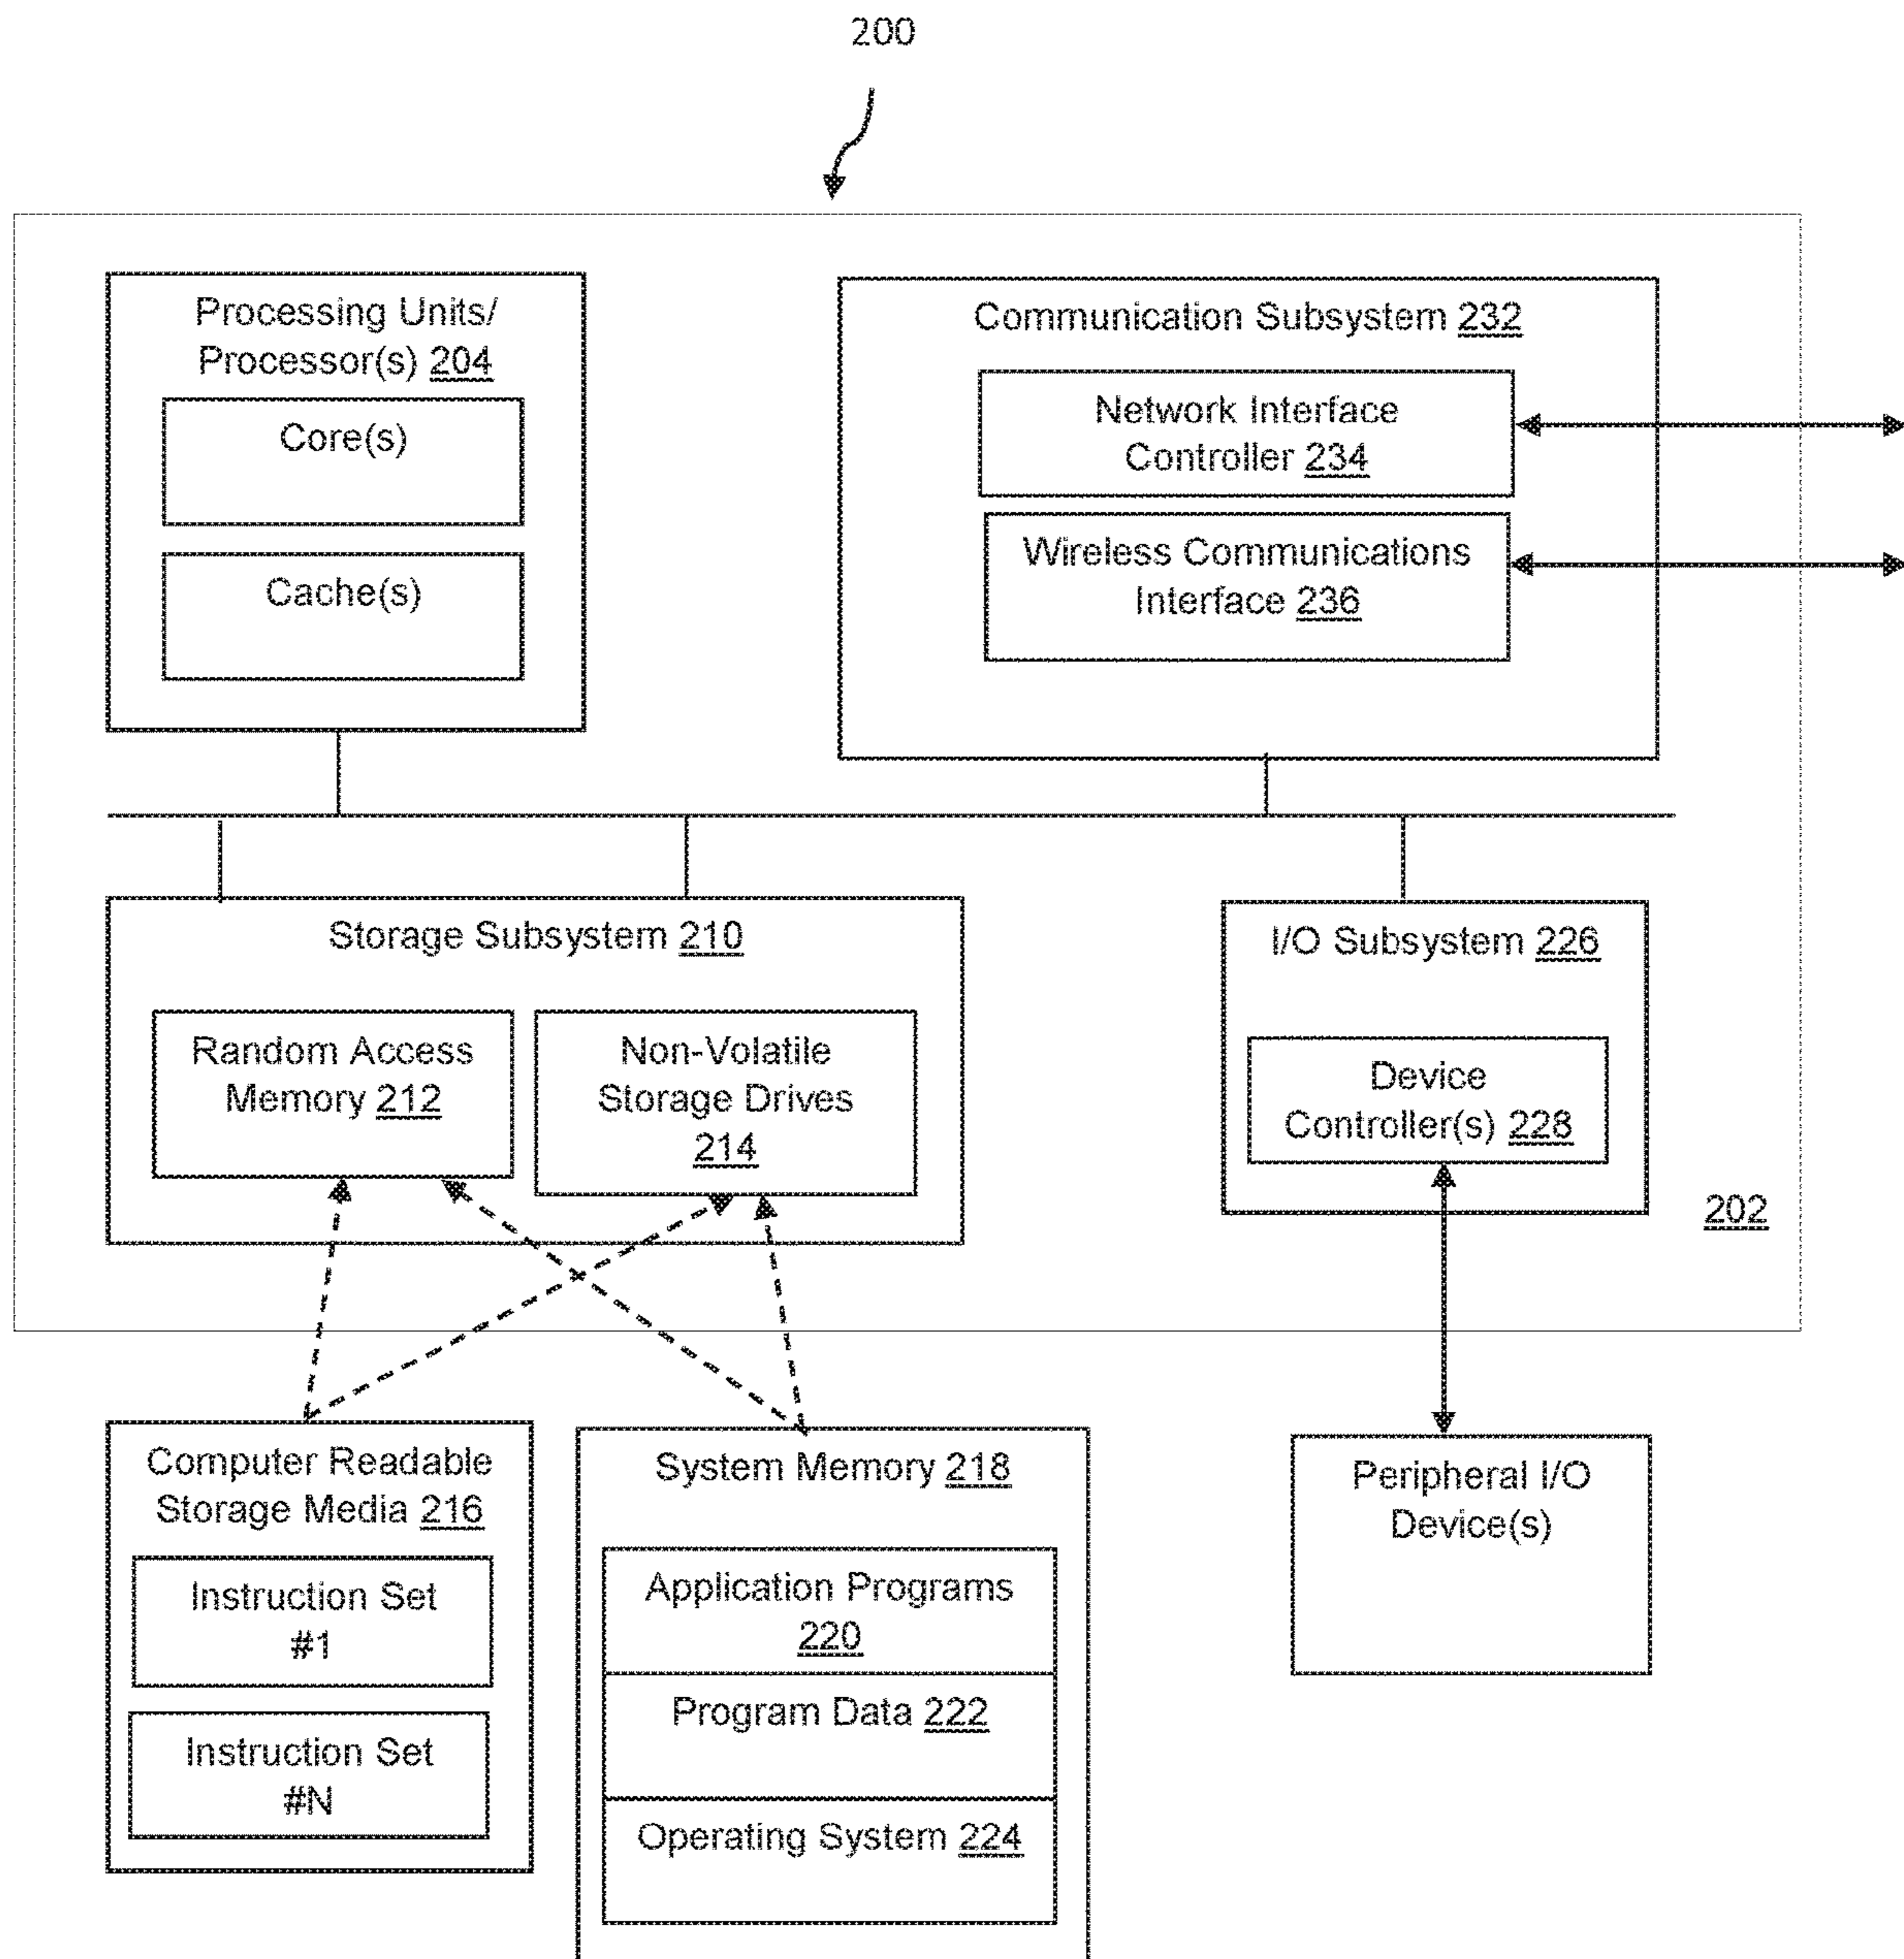 200
Processing Units/
Processor(s) 204
Core(s)
Cache(s)
Communication Subsystem 232
Network Interface
Controller 234
Wireless Communications
Interface 236
Storage Subsystem 210
Random Access
Memory 212
Non-Volatile
Storage Drives
214
I/O Subsystem 226
Device
Controller(s) 228
202
Computer Readable
Storage Media 216
Instruction Set
#1
Instruction Set
#N
System Memory 218
Application Programs
220
Program Data 222
Operating System 224
Peripheral I/O
Device(s)